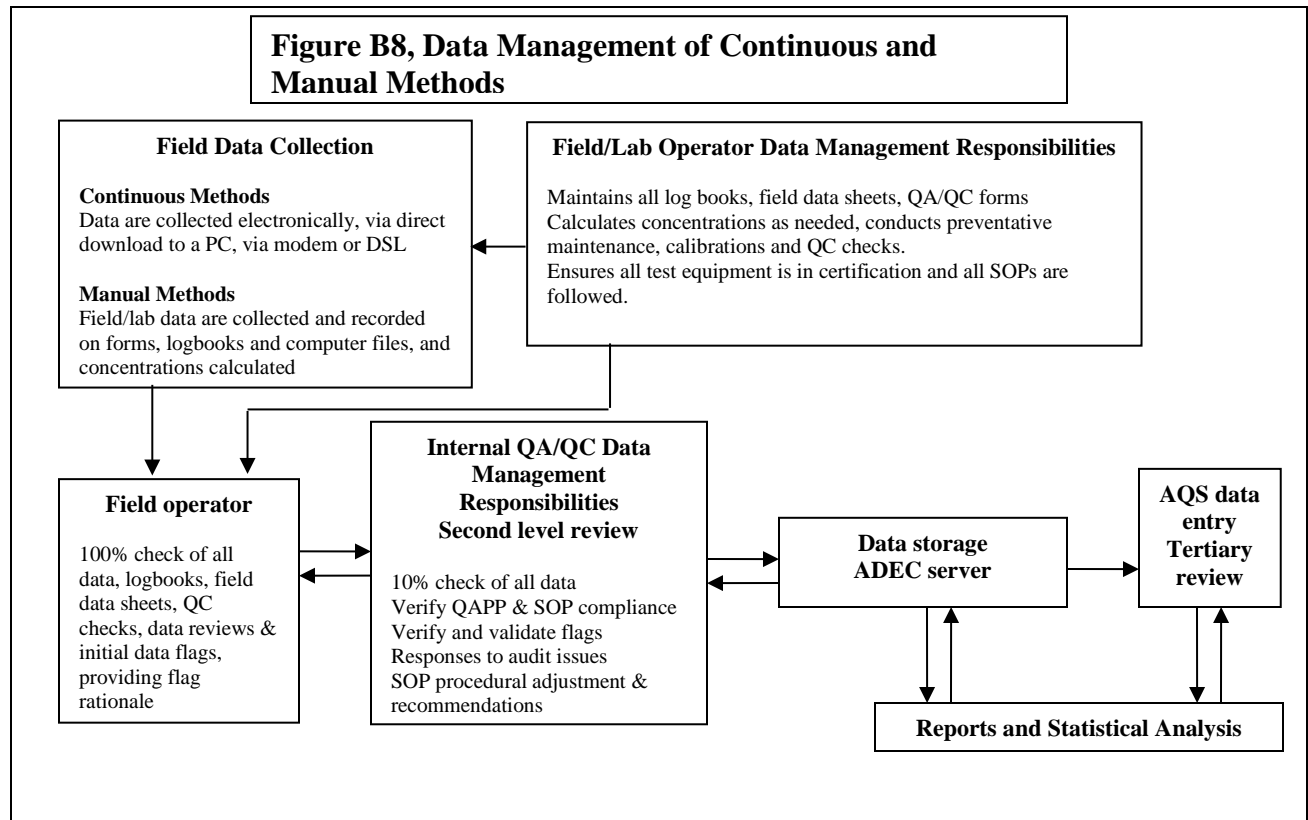 Figure B8, Data Management of Continuous and
Manual Methods
Field Data Collection
Continuous Methods
Data are collected electronically, via direct
download to a PC, via modem or DSL
Manual Methods
Field/lab data are collected and recorded
on forms, logbooks and computer files, and
concentrations calculated
Field/Lab Operator Data Management Responsibilities
Maintains all log books, field data sheets, QA/QC forms
Calculates concentrations as needed, conducts preventative
maintenance, calibrations and QC checks.
Ensures all test equipment is in certification and all SOPs are
followed.
Field operator
100% check of all
data, logbooks, field
data sheets, QC
checks, data reviews &
initial data flags,
providing flag
rationale
Internal QA/QC Data
Management
Responsibilities
Second level review
10% check of all data
Verify QAPP & SOP compliance
Verify and validate flags
Responses to audit issues
SOP procedural adjustment &
recommendations
Data storage
ADEC server
AQS data
entry
Tertiary
review
Reports and Statistical Analysis